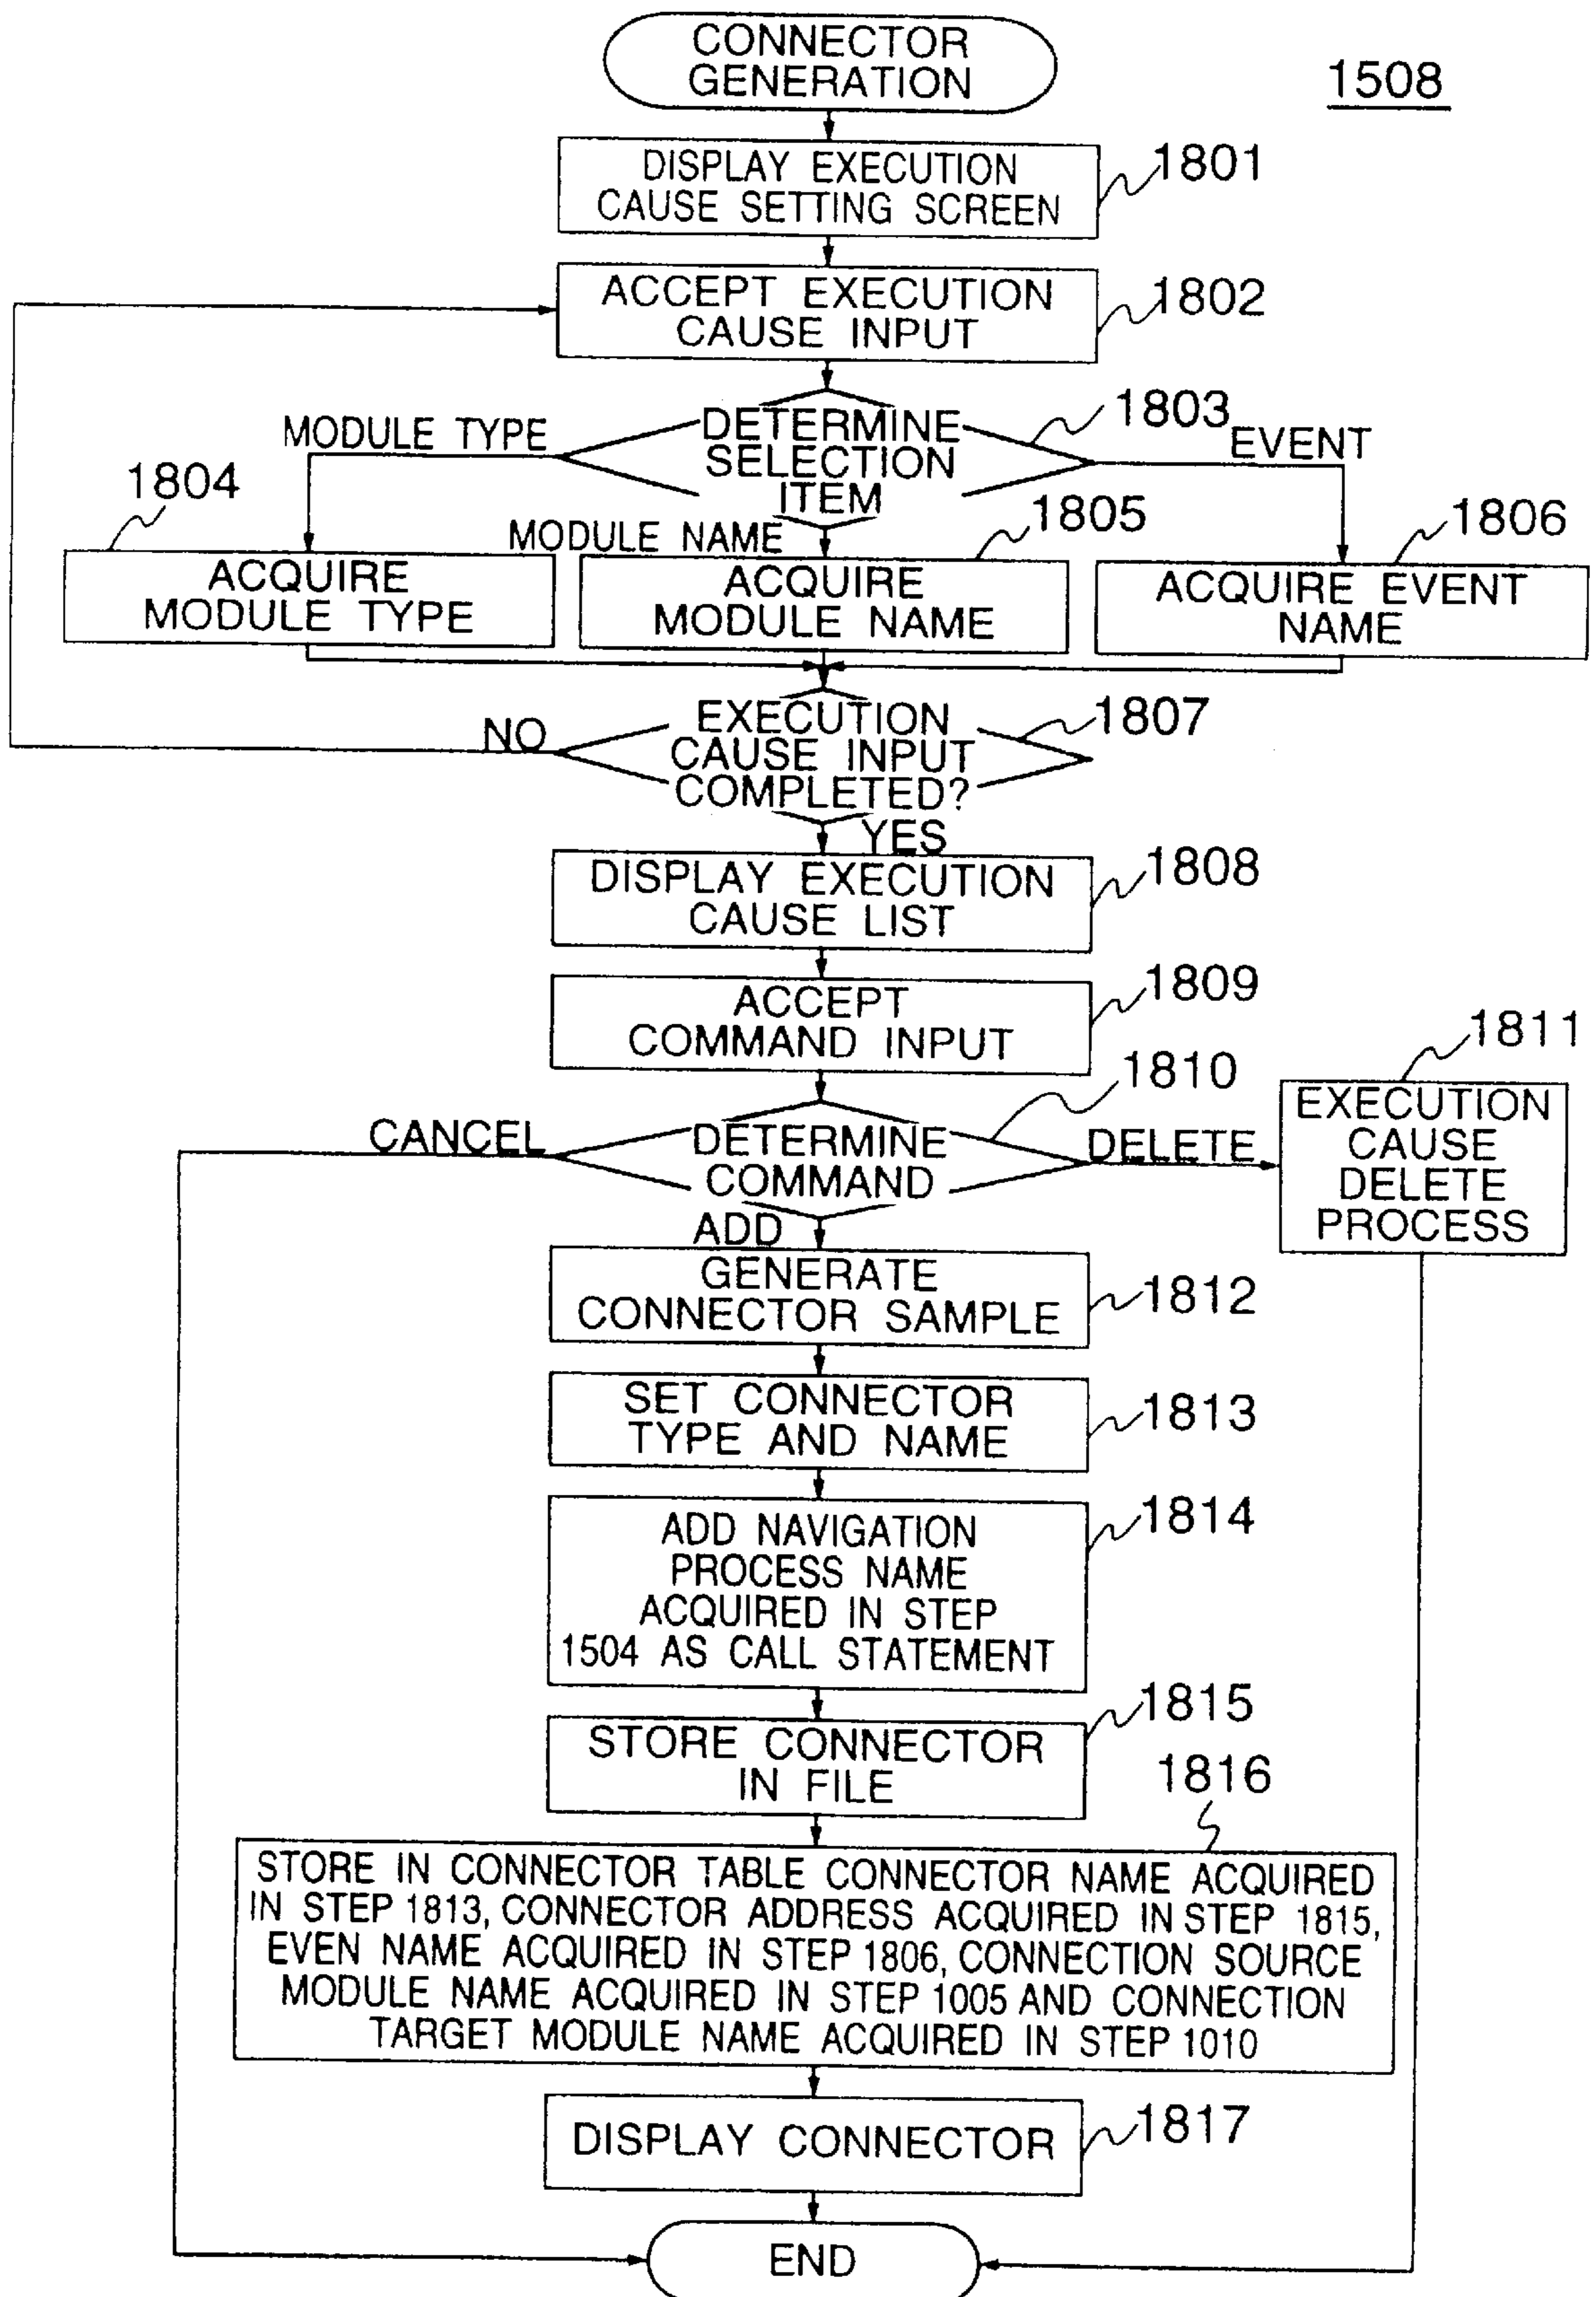 CONNECTOR
GENERATION
1508
DISPLAY EXECUTION
CAUSE SETTING SCREEN
1801
ACCEPT EXECUTION
CAUSE INPUT
1802
DETERMINE
SELECTION
ITEM
1803
MODULE TYPE
EVENT
MODULE NAME
1804
1805
1806
ACQUIRE
MODULE TYPE
ACQUIRE
MODULE NAME
ACQUIRE EVENT
NAME
EXECUTION
CAUSE INPUT
COMPLETED?
1807
NO
YES
DISPLAY EXECUTION
CAUSE LIST
1808
ACCEPT
COMMAND INPUT
1809
DETERMINE
COMMAND
1810
CANCEL
DELETE
ADD
1811
EXECUTION
CAUSE
DELETE
PROCESS
GENERATE
CONNECTOR SAMPLE
1812
SET CONNECTOR
TYPE AND NAME
1813
ADD NAVIGATION
PROCESS NAME
ACQUIRED IN STEP
1504 AS CALL STATEMENT
1814
STORE CONNECTOR
IN FILE
1815
1816
STORE IN CONNECTOR TABLE CONNECTOR NAME ACQUIRED
IN STEP 1813, CONNECTOR ADDRESS ACQUIRED IN STEP 1815,
EVEN NAME ACQUIRED IN STEP 1806, CONNECTION SOURCE
MODULE NAME ACQUIRED IN STEP 1005 AND CONNECTION
TARGET MODULE NAME ACQUIRED IN STEP 1010
DISPLAY CONNECTOR
1817
END